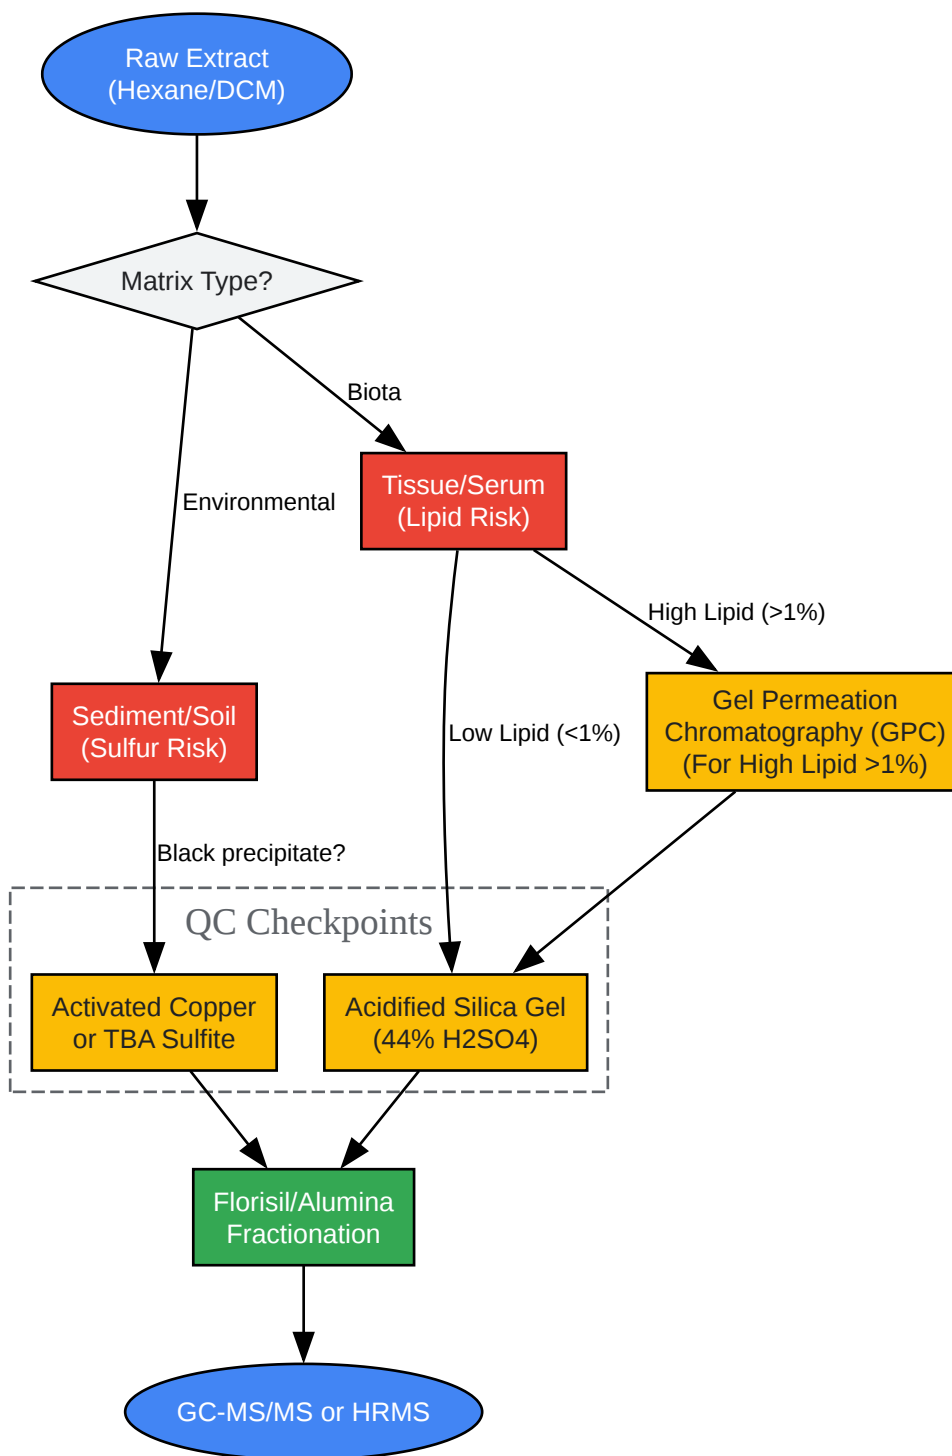 Raw Extract
(Hexane/DCM)
Matrix Type?
Biota
Environmental
Tissue/Serum
(Lipid Risk)
High Lipid (>1%)
Sediment/Soil
(Sulfur Risk)
Low Lipid (<1%)
Gel Permeation
Chromatography (GPC)
(For High Lipid >1%)
Black precipitate?
QC Checkpoints
Activated Copper
or TBA Sulfite
Acidified Silica Gel
(44% H2SO4)
Florisil/Alumina
Fractionation
GC-MS/MS or HRMS